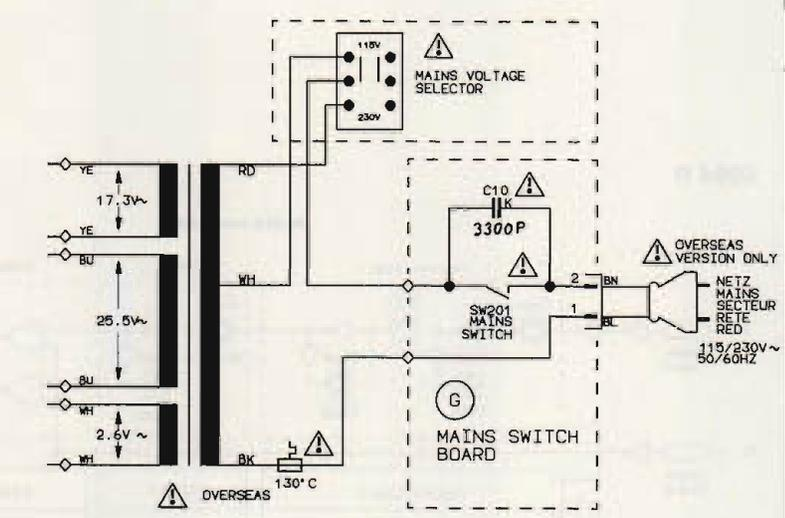 115V
MAINS VOLTAGE
SELECTOR
230V
YE
RD
17.3V~
YE
BU
C10
K
3300P
OVERSEAS
VERSION ONLY
WH
2
BN
NETZ
MAINS
SECTEUR
RETE
RED
1
BL
SW201
MAINS
SWITCH
25.5V~
115/230V~
50/60HZ
BU
WH
G
2.6V ~
MAINS SWITCH
BOARD
WH
BK
130°C
OVERSEAS